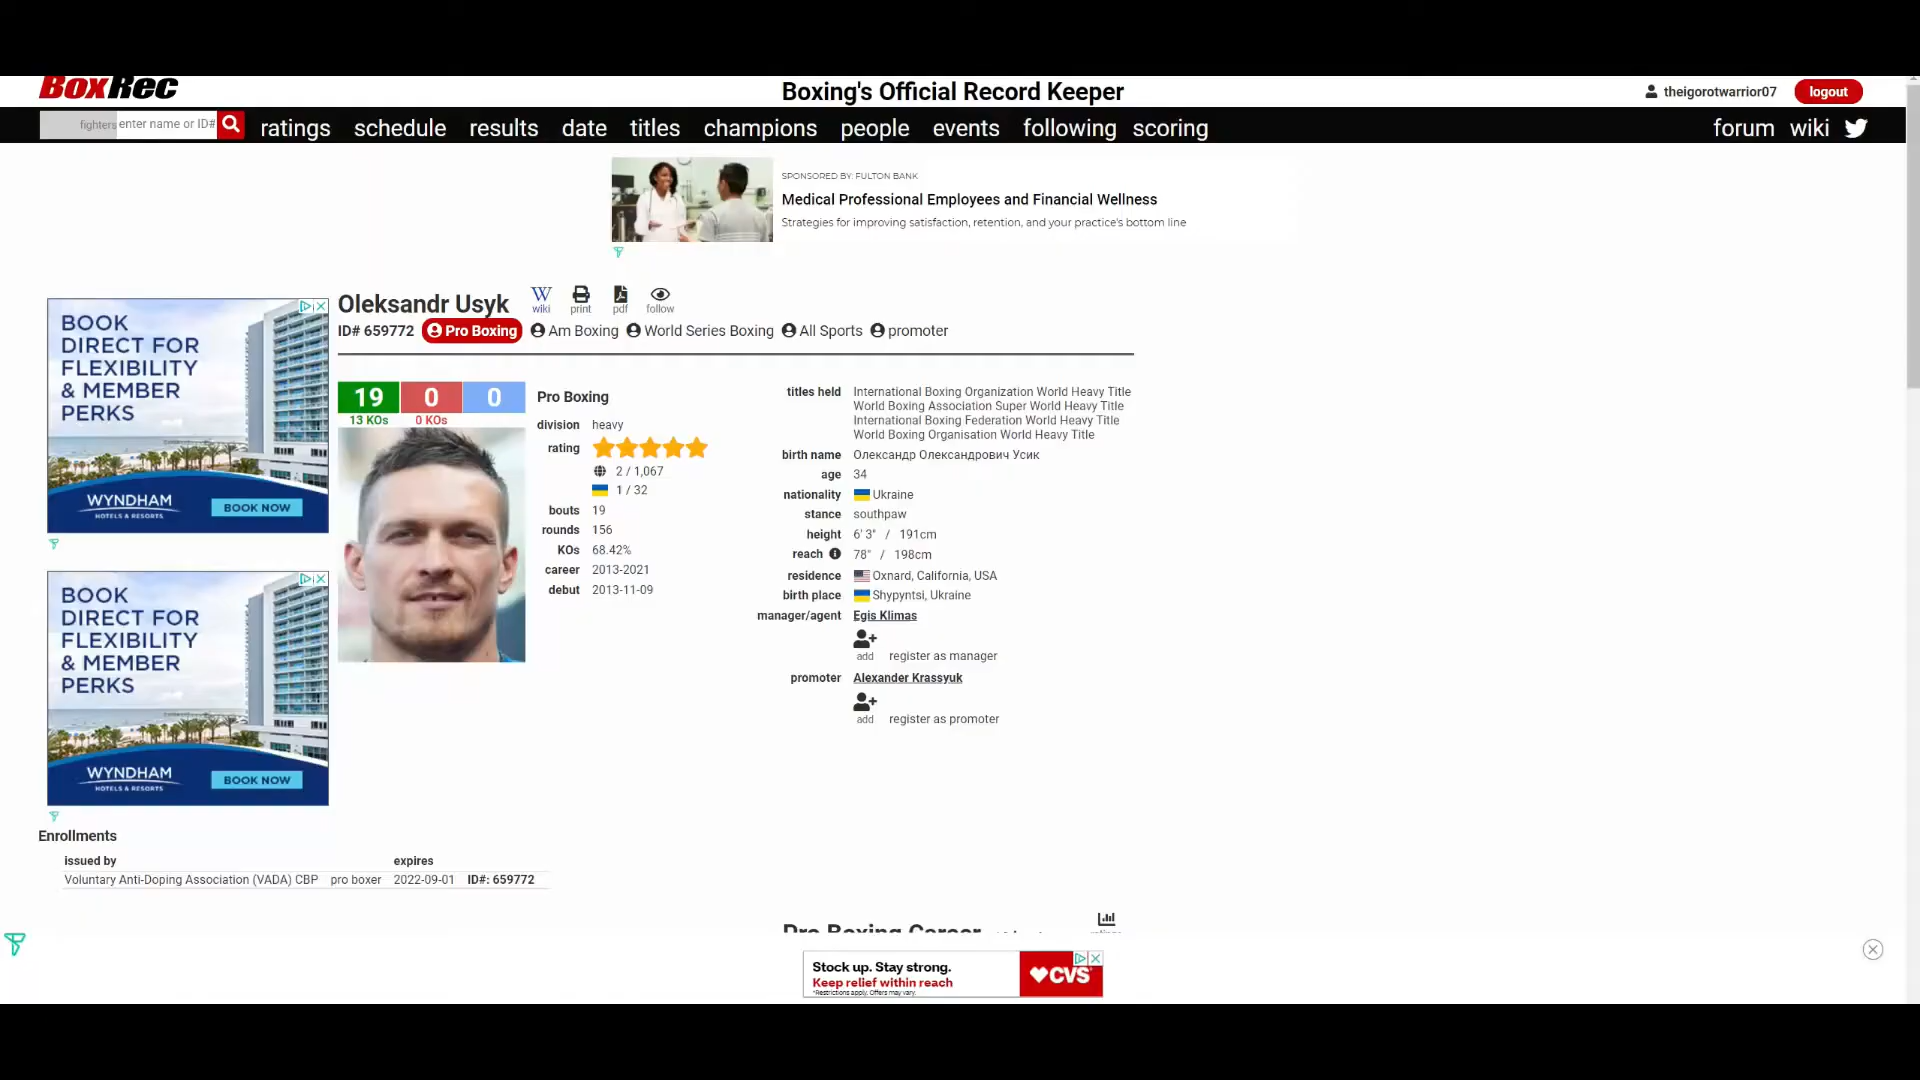 BoxRec
Boxing's Official Record Keeper
theigorotwarrior07
logout
fighters enter name or ID#
ratings schedule results date titles champions people events following scoring
forum wiki
SPONSORED BY: FULTON BANK
Medical Professional Employees and Financial Wellness
Strategies for improving satisfaction, retention, and your practice's bottom line
BOOK
DIRECT FOR
FLEXIBILITY
& MEMBER
PERKS
WYNDHAM
HOTELS & RESORTS
BOOK NOW
BOOK
DIRECT FOR
FLEXIBILITY
& MEMBER
PERKS
WYNDHAM
HOTELS & RESORTS
BOOK NOW
Oleksandr Usyk
wiki print pdf follow
ID# 659772 Pro Boxing Am Boxing World Series Boxing All Sports promoter
19 0 0
13 KOs 0 KOs
Pro Boxing
division heavy
rating
2 / 1,067
1 / 32
bouts 19
rounds 156
KOs 68.42%
career 2013-2021
debut 2013-11-09
titles held International Boxing Organization World Heavy Title
World Boxing Association Super World Heavy Title
International Boxing Federation World Heavy Title
World Boxing Organisation World Heavy Title
birth name Олександр Олександрович Усик
age 34
nationality Ukraine
stance southpaw
height 6' 3" / 191cm
reach 78" / 198cm
residence Oxnard, California, USA
birth place Shypyntsi, Ukraine
manager/agent Egis Klimas
add register as manager
promoter Alexander Krassyuk
add register as promoter
Enrollments
issued by expires
Voluntary Anti-Doping Association (VADA) CBP pro boxer 2022-09-01 ID#: 659772
Pro Boxing Career
Stock up. Stay strong.
Keep relief within reach
*Restrictions apply. Offers may vary.
CVS